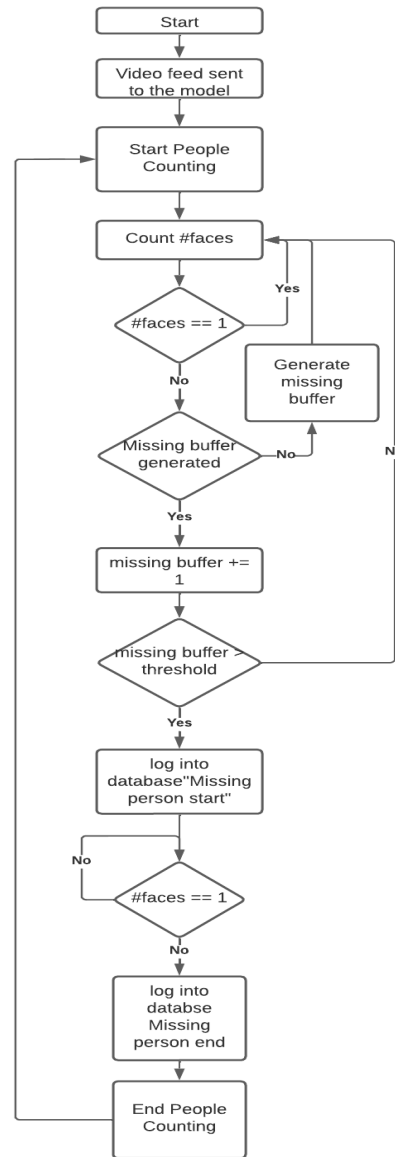 Start
Video feed sent
to the model
Start People
Counting
Count #faces
Yes
#faces == 1
Generate
missing
buffer
No
Missing buffer
generated
No
N
Yes
missing buffer +=
1
missing buffer >
threshold
Yes
log into
database"Missing
person start"
No
#faces == 1
No
log into
databse
Missing
person end
End People
Counting